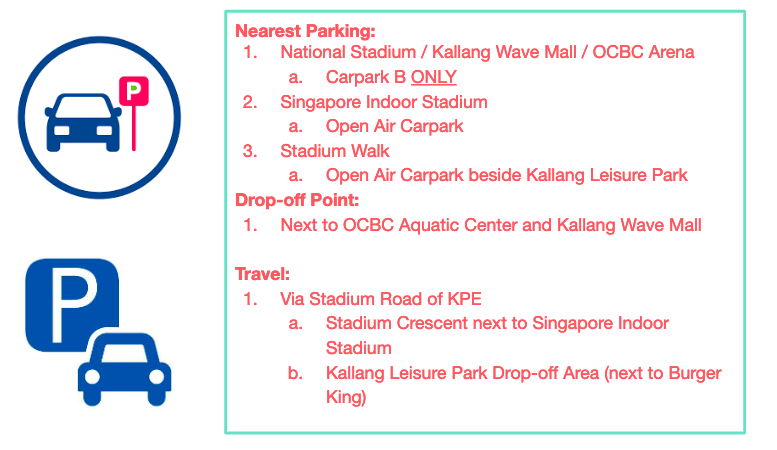 P
P
Nearest Parking:
1. National Stadium / Kallang Wave Mall / OCBC Arena
a. Carpark B ONLY
2. Singapore Indoor Stadium
a. Open Air Carpark
3. Stadium Walk
a. Open Air Carpark beside Kallang Leisure Park
Drop-off Point:
1. Next to OCBC Aquatic Center and Kallang Wave Mall
Travel:
1. Via Stadium Road of KPE
a. Stadium Crescent next to Singapore Indoor
Stadium
b. Kallang Leisure Park Drop-off Area (next to Burger
King)